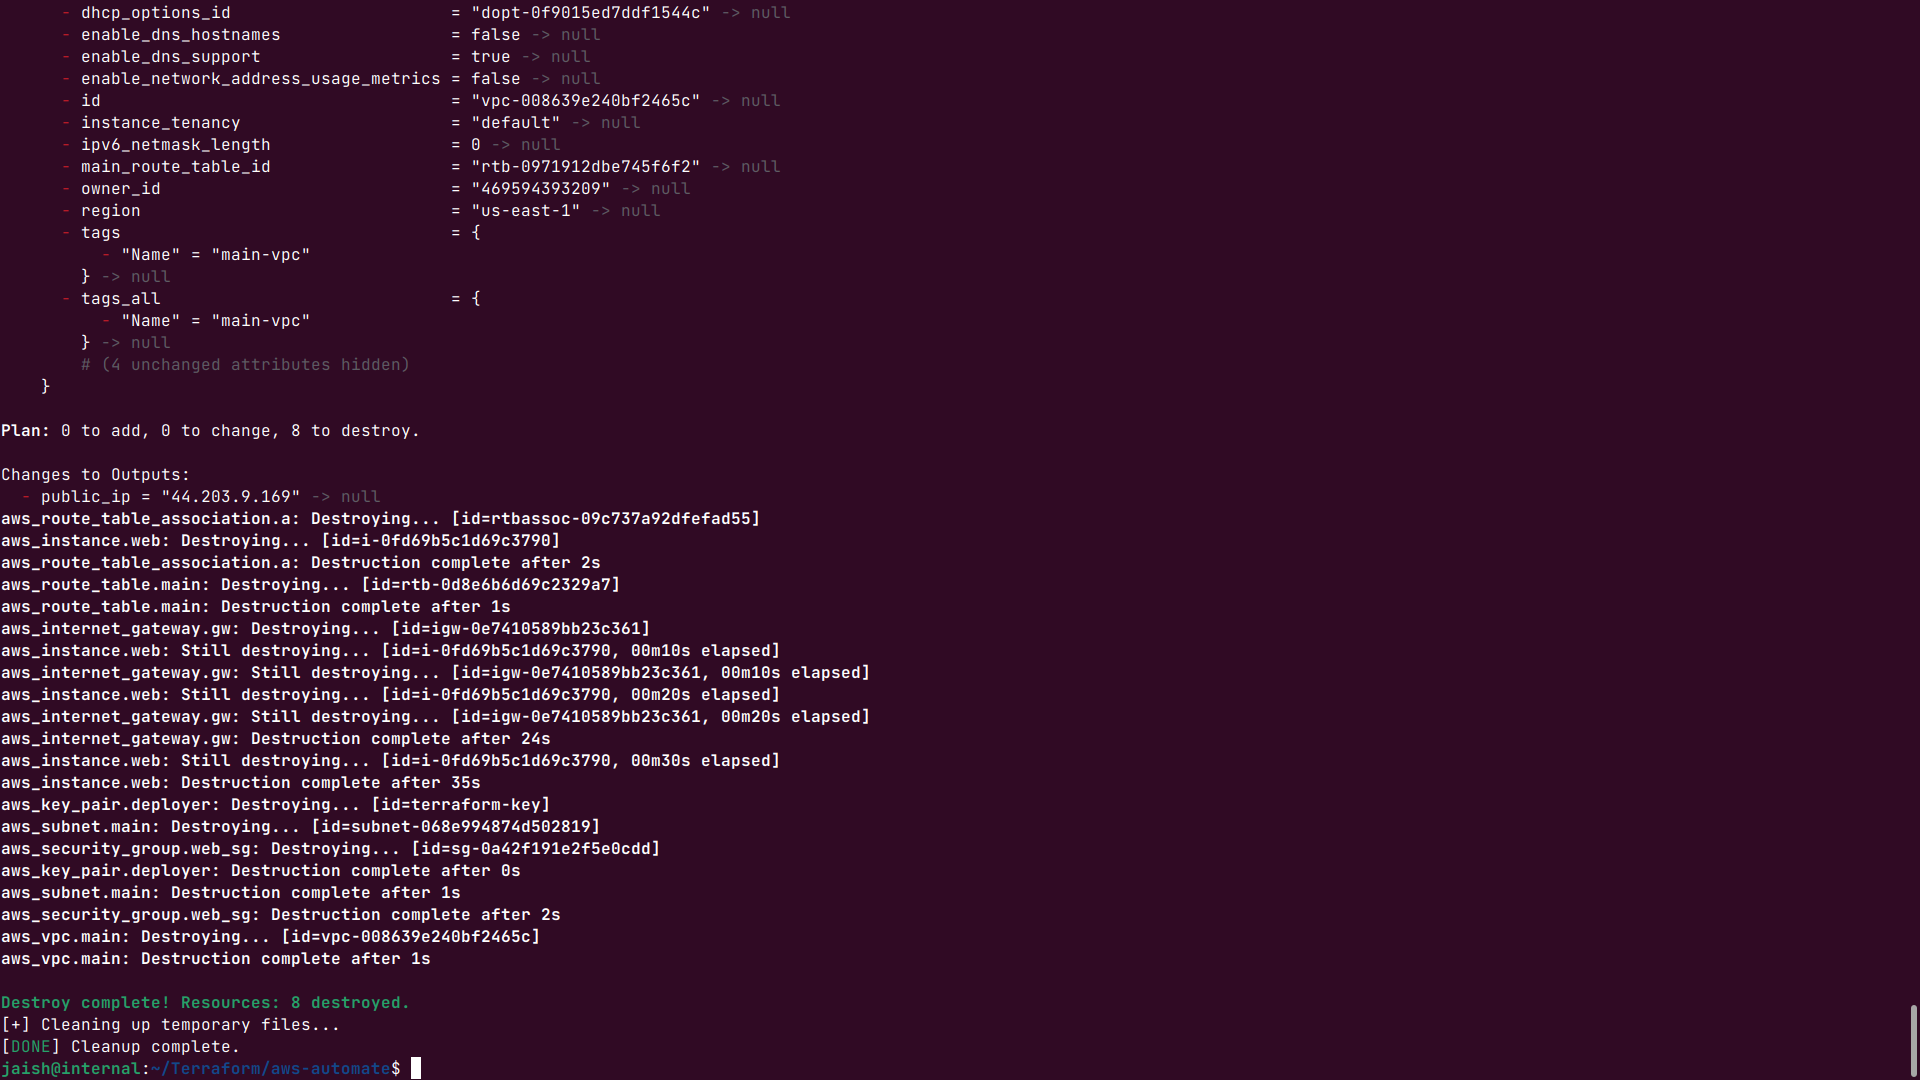 - dhcp_options_id                      = "dopt-0f9015ed7ddf1544c" -> null
      - enable_dns_hostnames                 = false -> null
      - enable_dns_support                   = true -> null
      - enable_network_address_usage_metrics = false -> null
      - id                                   = "vpc-008639e240bf2465c" -> null
      - instance_tenancy                     = "default" -> null
      - ipv6_netmask_length                  = 0 -> null
      - main_route_table_id                  = "rtb-0971912dbe745f6f2" -> null
      - owner_id                             = "469594393209" -> null
      - region                               = "us-east-1" -> null
      - tags                                 = {
          - "Name" = "main-vpc"
        } -> null
      - tags_all                             = {
          - "Name" = "main-vpc"
        } -> null
        # (4 unchanged attributes hidden)
    }

Plan: 0 to add, 0 to change, 8 to destroy.

Changes to Outputs:
  - public_ip = "44.203.9.169" -> null
aws_route_table_association.a: Destroying... [id=rtbassoc-09c737a92dfefad55]
aws_instance.web: Destroying... [id=i-0fd69b5c1d69c3790]
aws_route_table_association.a: Destruction complete after 2s
aws_route_table.main: Destroying... [id=rtb-0d8e6b6d69c2329a7]
aws_route_table.main: Destruction complete after 1s
aws_internet_gateway.gw: Destroying... [id=igw-0e7410589bb23c361]
aws_instance.web: Still destroying... [id=i-0fd69b5c1d69c3790, 00m10s elapsed]
aws_internet_gateway.gw: Still destroying... [id=igw-0e7410589bb23c361, 00m10s elapsed]
aws_instance.web: Still destroying... [id=i-0fd69b5c1d69c3790, 00m20s elapsed]
aws_internet_gateway.gw: Still destroying... [id=igw-0e7410589bb23c361, 00m20s elapsed]
aws_internet_gateway.gw: Destruction complete after 24s
aws_instance.web: Still destroying... [id=i-0fd69b5c1d69c3790, 00m30s elapsed]
aws_instance.web: Destruction complete after 35s
aws_key_pair.deployer: Destroying... [id=terraform-key]
aws_subnet.main: Destroying... [id=subnet-068e994874d502819]
aws_security_group.web_sg: Destroying... [id=sg-0a42f191e2f5e0cdd]
aws_key_pair.deployer: Destruction complete after 0s
aws_subnet.main: Destruction complete after 1s
aws_security_group.web_sg: Destruction complete after 2s
aws_vpc.main: Destroying... [id=vpc-008639e240bf2465c]
aws_vpc.main: Destruction complete after 1s

Destroy complete! Resources: 8 destroyed.
[+] Cleaning up temporary files...
[DONE] Cleanup complete.
jaish@internal:~/Terraform/aws-automate$